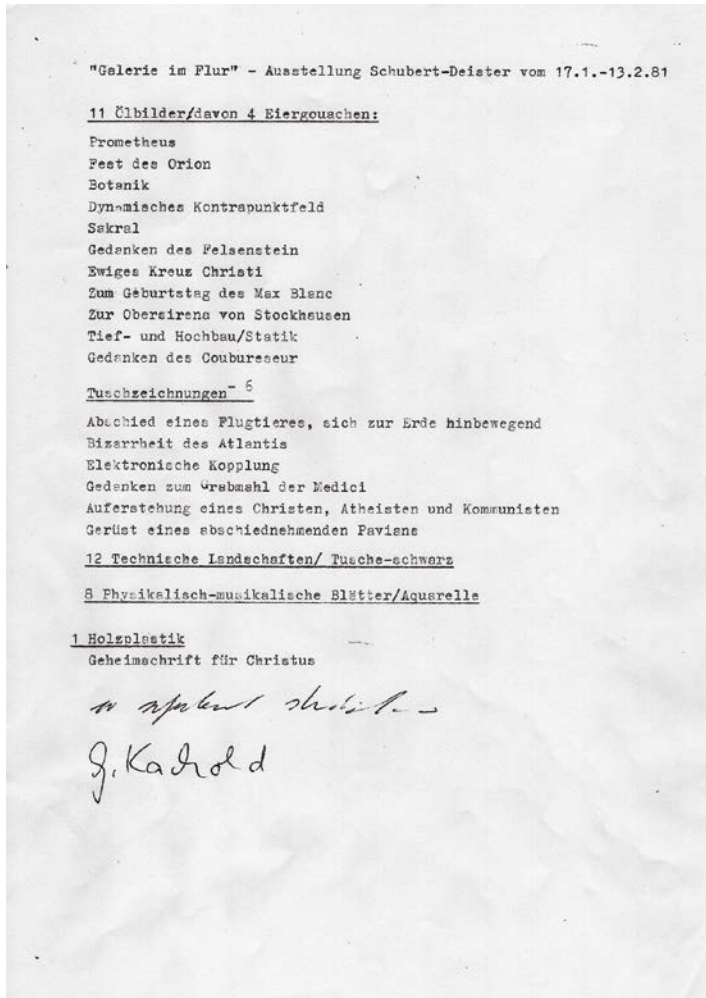 "Galerie im Flur" - Ausstellung Schubert-Deister vom 17.1.-13.2.81
11 Ölbilder/davon 4 Eiergouachen:
Prometheus
Fest des Orion
Botanik
Dynamisches Kontrapunktfeld
Sakral
Gedanken des Felsenstein
Ewiges Kreuz Christi
Zum Geburtstag des Max Blanc
Zur Obersirena von Stockhausen
Tief- und Hochbau/Statik
Gedanken des Coubureseur
Tuschzeichnungen - 6
Abschied eines Flugtieres, sich zur Erde hinbewegend
Bizarrheit des Atlantis
Elektronische Kopplung
Gedanken zum Grabmahl der Medici
Auferstehung eines Christen, Atheisten und Kommunisten
Gerüst eines abschiednehmenden Pavians
12 Technische Landschaften/ Tusche-schwarz
8 Physikalisch-musikalische Blätter/Aquarelle
1 Holzplastik
Geheimschrift für Christus
G. Kachold